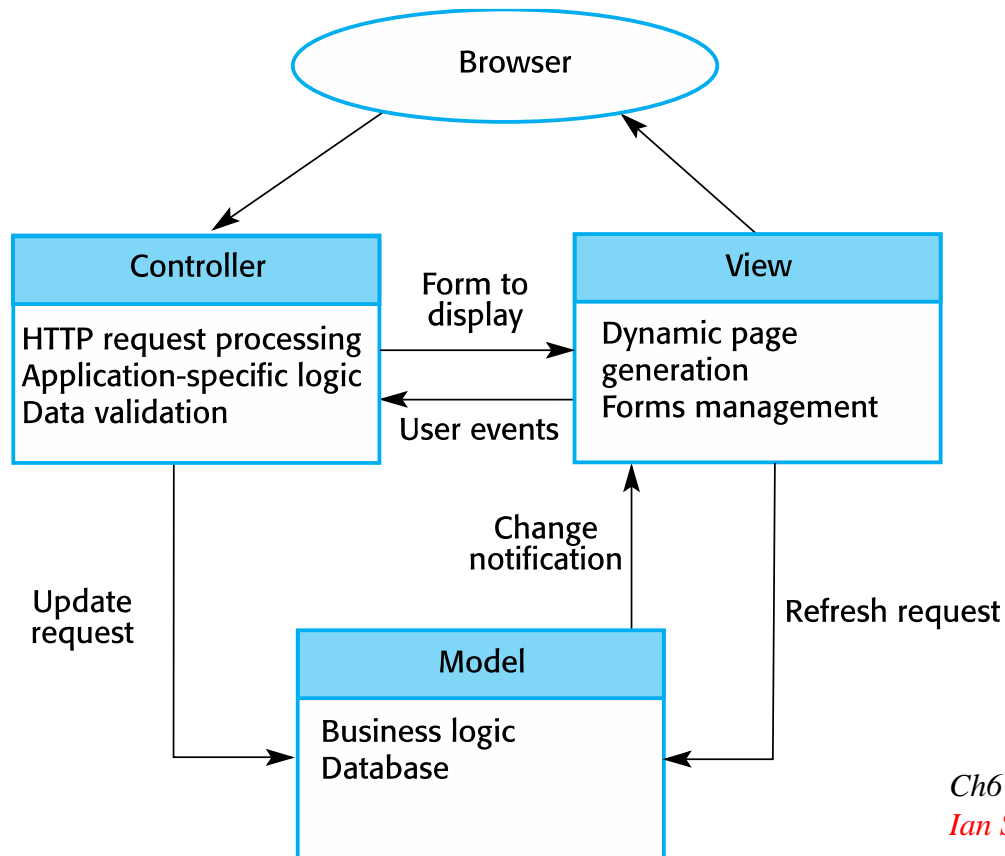 Browser
Controller
HTTP request processing
Application-specific logic
Data validation
Form to
display
User events
View
Dynamic page
generation
Forms management
Update
request
Change
notification
Refresh request
Model
Business logic
Database
Ch6
Ian